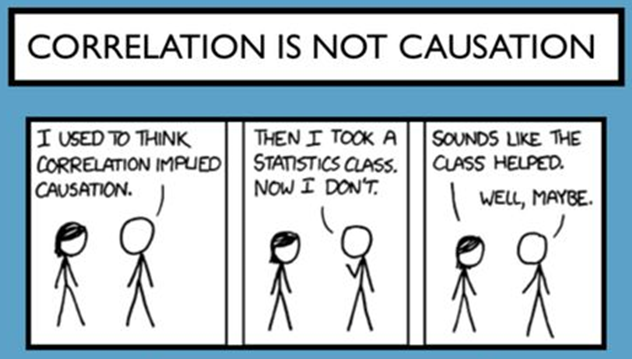 CORRELATION IS NOT CAUSATION
I USED TO THINK
CORRELATION IMPLIED
CAUSATION.
THEN I TOOK A
STATISTICS CLASS.
NOW I DON'T.
SOUNDS LIKE THE
CLASS HELPED.
WELL, MAYBE.